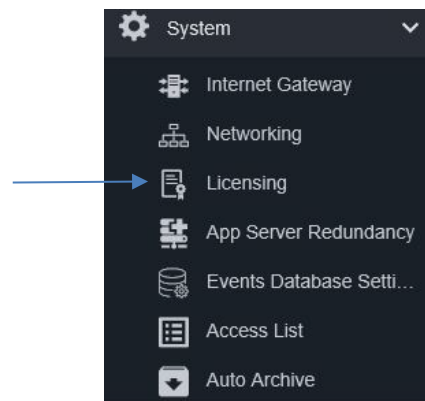 System
Internet Gateway
Networking
Licensing
App Server Redundancy
Events Database Setti...
Access List
Auto Archive